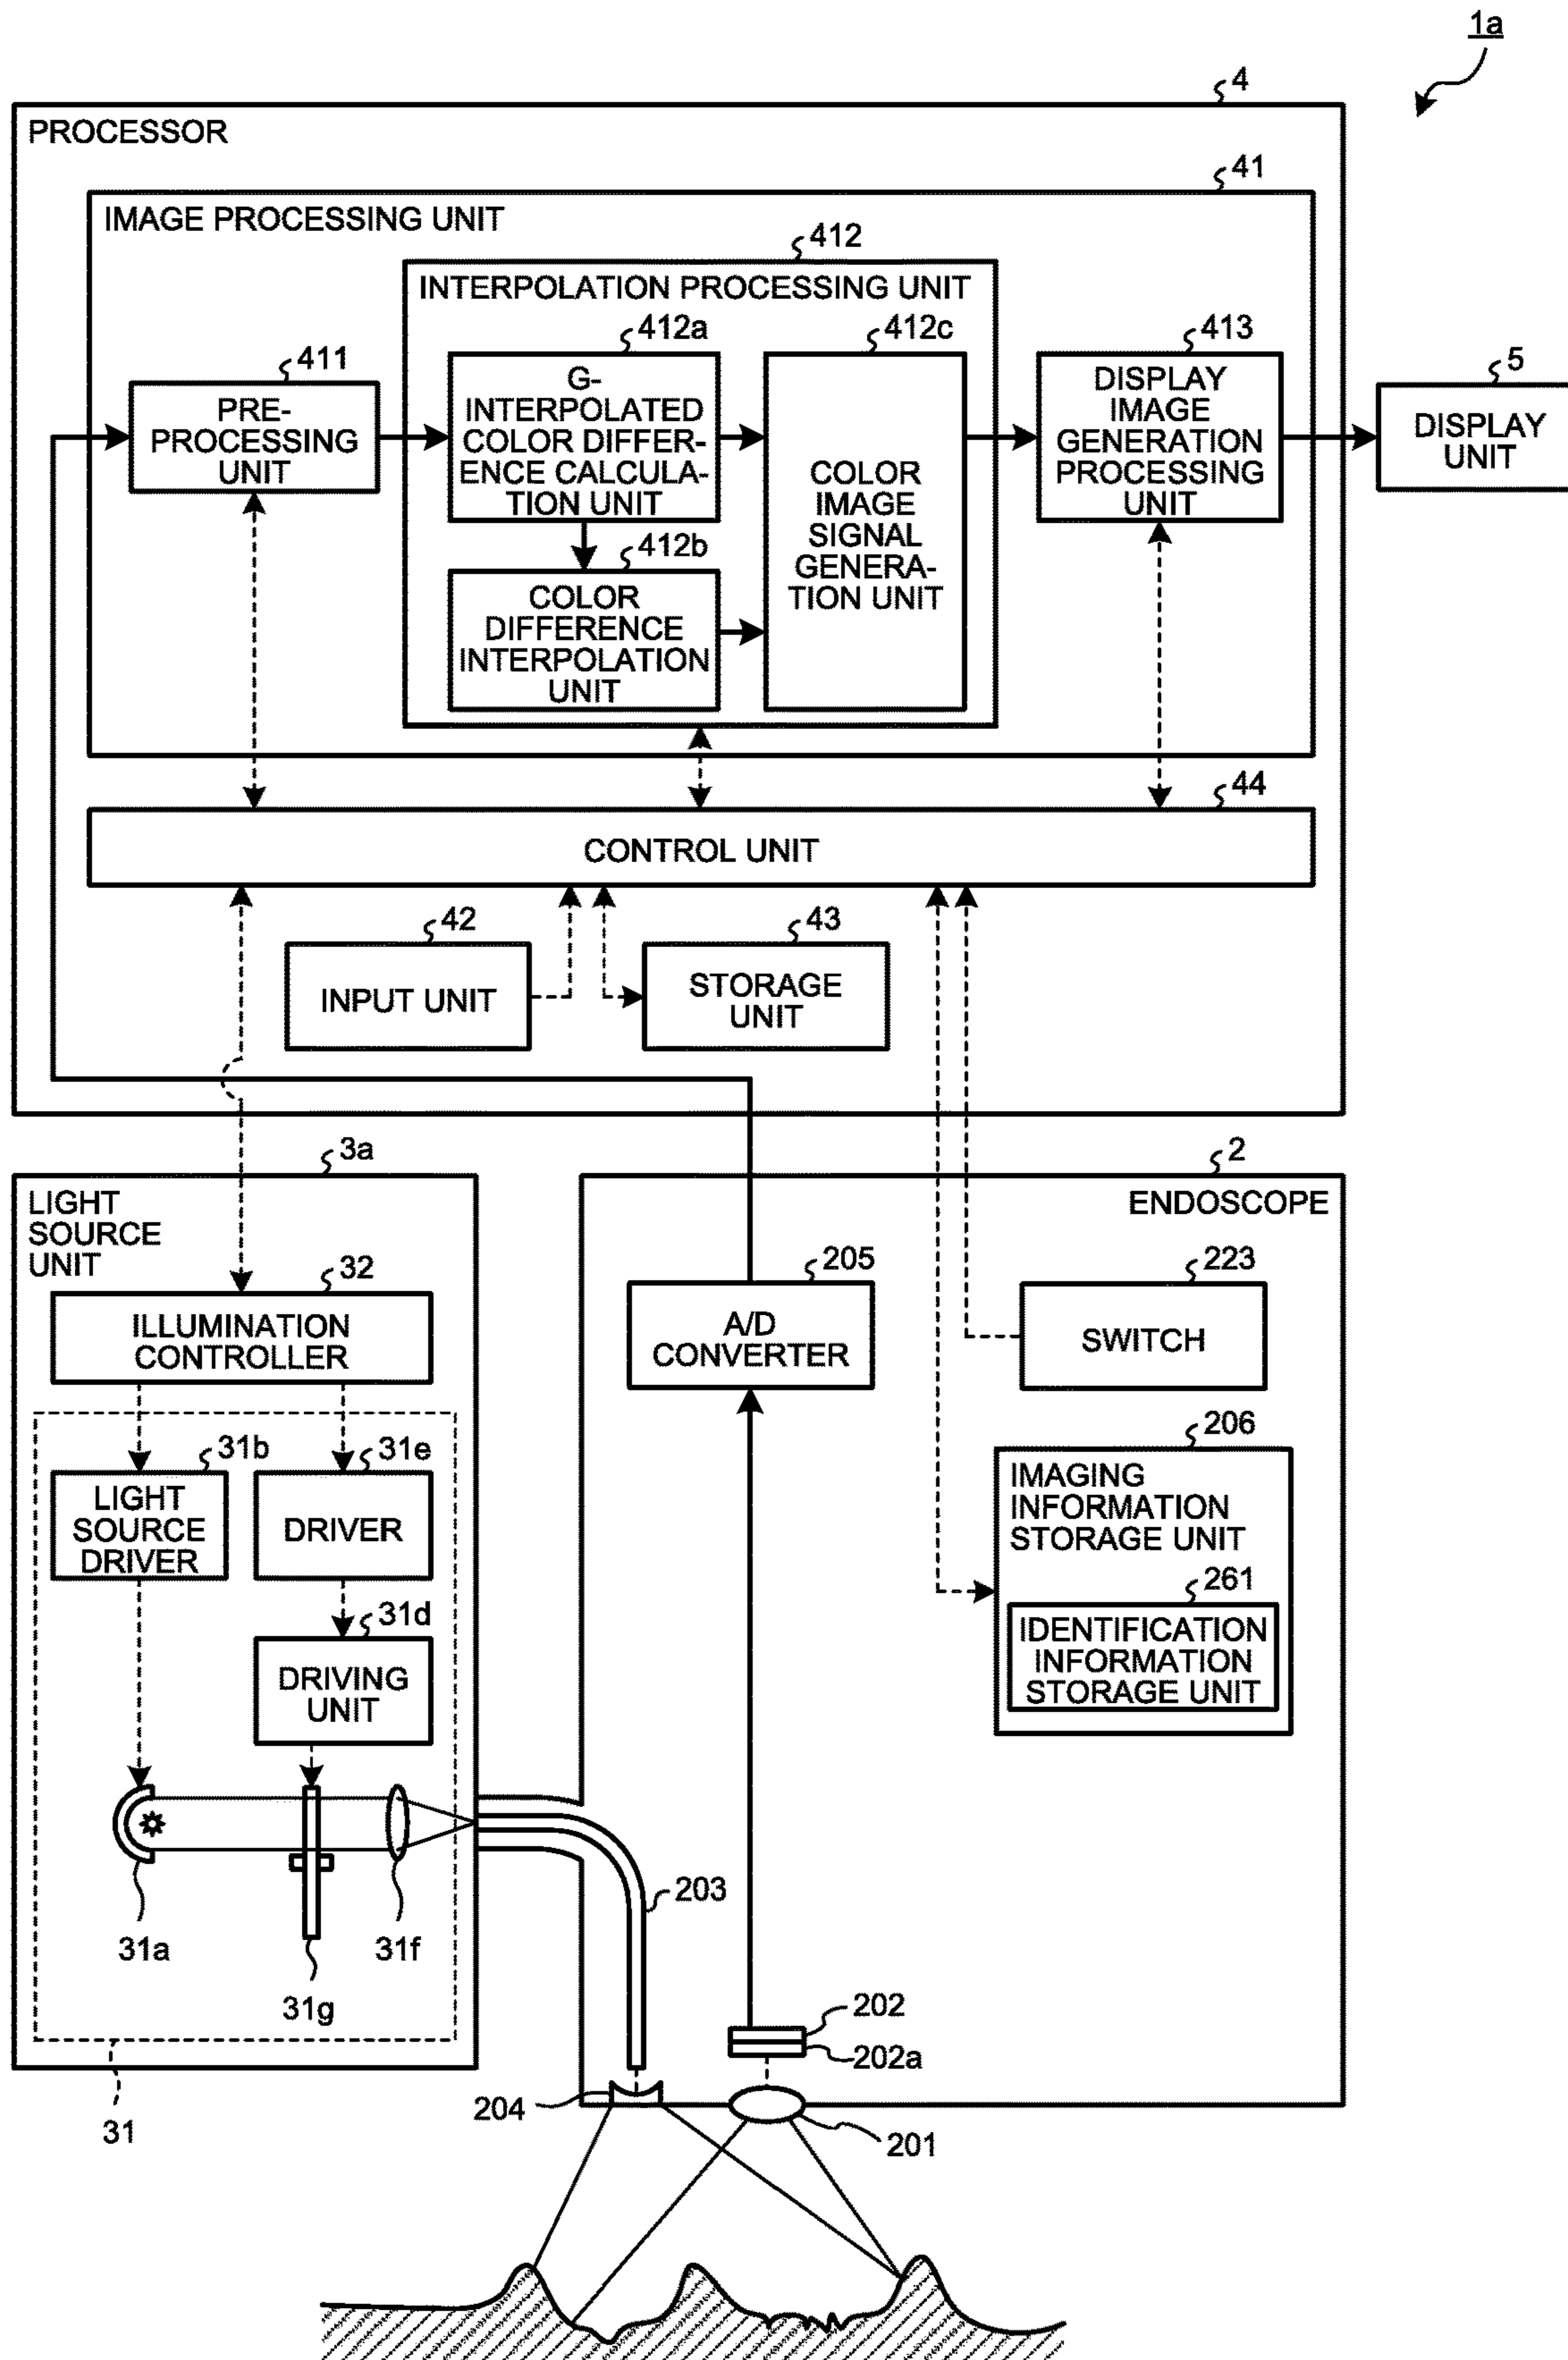 1a
4
PROCESSOR
41
IMAGE PROCESSING UNIT
412
INTERPOLATION PROCESSING UNIT
411
PRE-
PROCESSING
UNIT
412a
G-
INTERPOLATED
COLOR DIFFER-
ENCE CALCULA-
TION UNIT
412b
COLOR
DIFFERENCE
INTERPOLATION
UNIT
412c
COLOR
IMAGE
SIGNAL
GENERA-
TION UNIT
413
DISPLAY
IMAGE
GENERATION
PROCESSING
UNIT
5
DISPLAY
UNIT
44
CONTROL UNIT
42
INPUT UNIT
43
STORAGE
UNIT
3a
LIGHT
SOURCE
UNIT
32
ILLUMINATION
CONTROLLER
31b
LIGHT
SOURCE
DRIVER
31e
DRIVER
31d
DRIVING
UNIT
31a
31g
31f
31
2
ENDOSCOPE
205
A/D
CONVERTER
223
SWITCH
206
IMAGING
INFORMATION
STORAGE UNIT
261
IDENTIFICATION
INFORMATION
STORAGE UNIT
203
202
202a
204
201